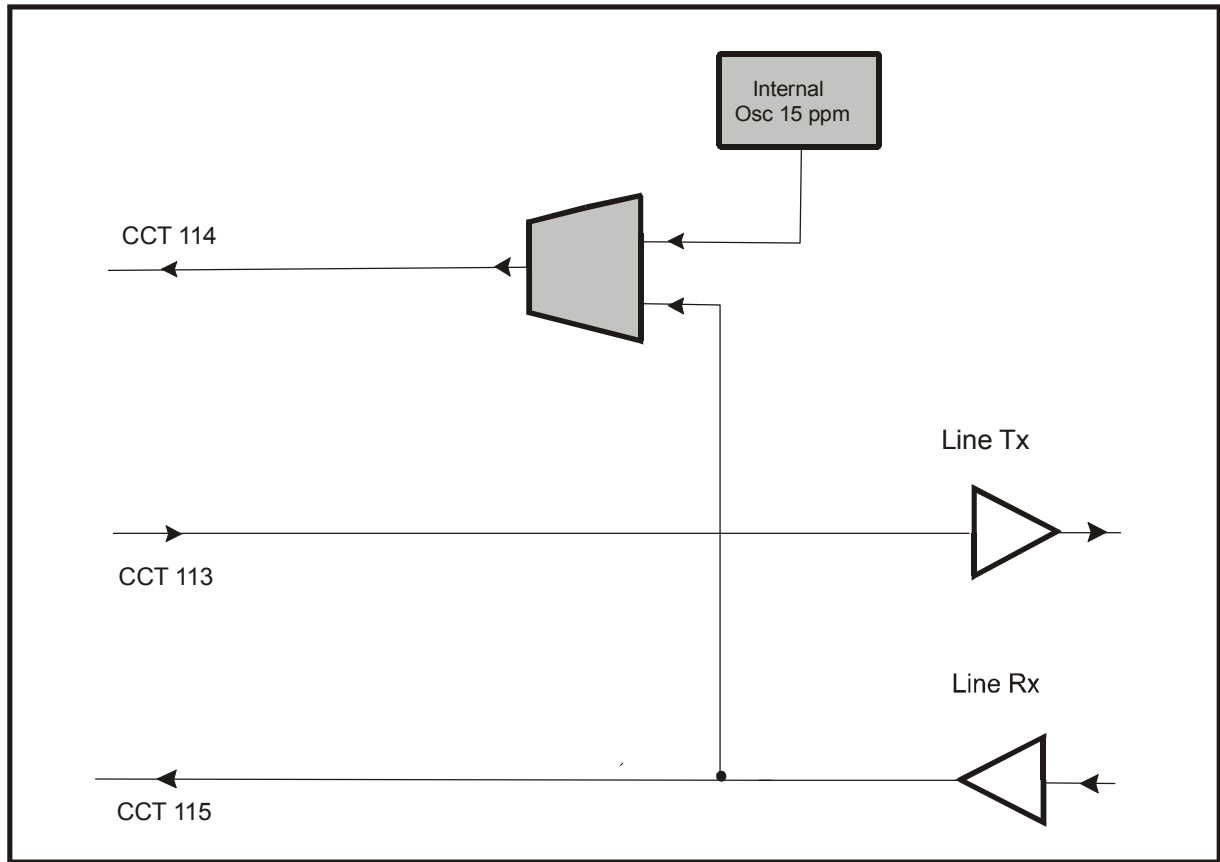 Internal
Osc 15 ppm
CCT 114
Line Tx
CCT 113
Line Rx
CCT 115